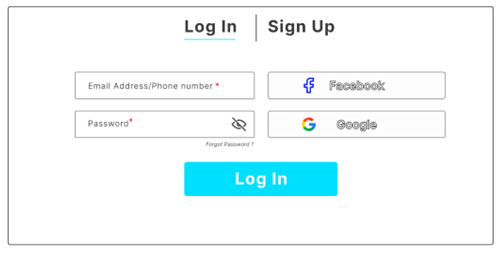 Log In
Sign Up
Email Address/Phone number *
Facebook
Password*
Google
Forgot Password ?
Log In